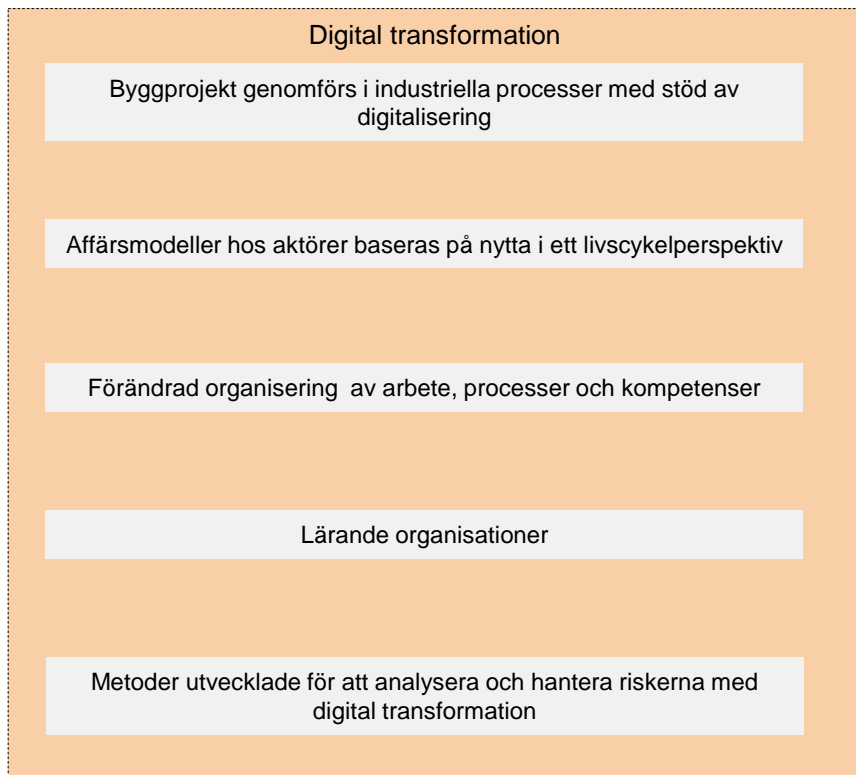 Digital transformation
Byggprojekt genomförs i industriella processer med stöd av
digitalisering
Affärsmodeller hos aktörer baseras på nytta i ett livscykelperspektiv
Förändrad organisering  av arbete, processer och kompetenser
Lärande organisationer
Metoder utvecklade för att analysera och hantera riskerna med
digital transformation